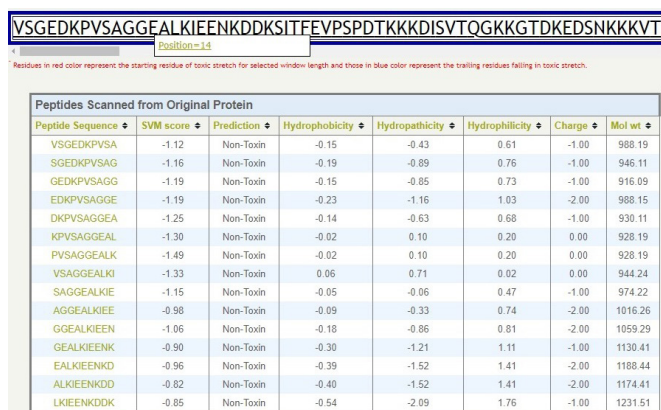 VSGEDKPVSAGGEALKIEENKDDKSITFEVPSPDTKKKDISVTQGKKGTDKEDSNKKKVT
Position=14
* Residues in red color represent the starting residue of toxic stretch for selected window length and those in blue color represent the trailing residues falling in toxic stretch.
Peptides Scanned from Original Protein
Peptide Sequence SVM score Prediction Hydrophobicity Hydropathicity Hydrophilicity Charge Mol wt
VSGEDKPVSA -1.12 Non-Toxin -0.15 -0.43 0.61 -1.00 988.19
SGEDKPVSAG -1.16 Non-Toxin -0.19 -0.89 0.76 -1.00 946.11
GEDKPVSAGG -1.19 Non-Toxin -0.15 -0.85 0.73 -1.00 916.09
EDKPVSAGGE -1.19 Non-Toxin -0.23 -1.16 1.03 -2.00 988.15
DKPVSAGGEA -1.25 Non-Toxin -0.14 -0.63 0.68 -1.00 930.11
KPVSAGGEAL -1.30 Non-Toxin -0.02 0.10 0.20 0.00 928.19
PVSAGGEALK -1.49 Non-Toxin -0.02 0.10 0.20 0.00 928.19
VSAGGEALKI -1.33 Non-Toxin 0.06 0.71 0.02 0.00 944.24
SAGGEALKIE -1.15 Non-Toxin -0.05 -0.06 0.47 -1.00 974.22
AGGEALKIEE -0.98 Non-Toxin -0.09 -0.33 0.74 -2.00 1016.26
GGEALKIEEN -1.06 Non-Toxin -0.18 -0.86 0.81 -2.00 1059.29
GEALKIEENK -0.90 Non-Toxin -0.30 -1.21 1.11 -1.00 1130.41
EALKIEENKD -0.96 Non-Toxin -0.39 -1.52 1.41 -2.00 1188.44
ALKIEENKDD -0.82 Non-Toxin -0.40 -1.52 1.41 -2.00 1174.41
LKIEENKDDK -0.85 Non-Toxin -0.54 -2.09 1.76 -1.00 1231.51